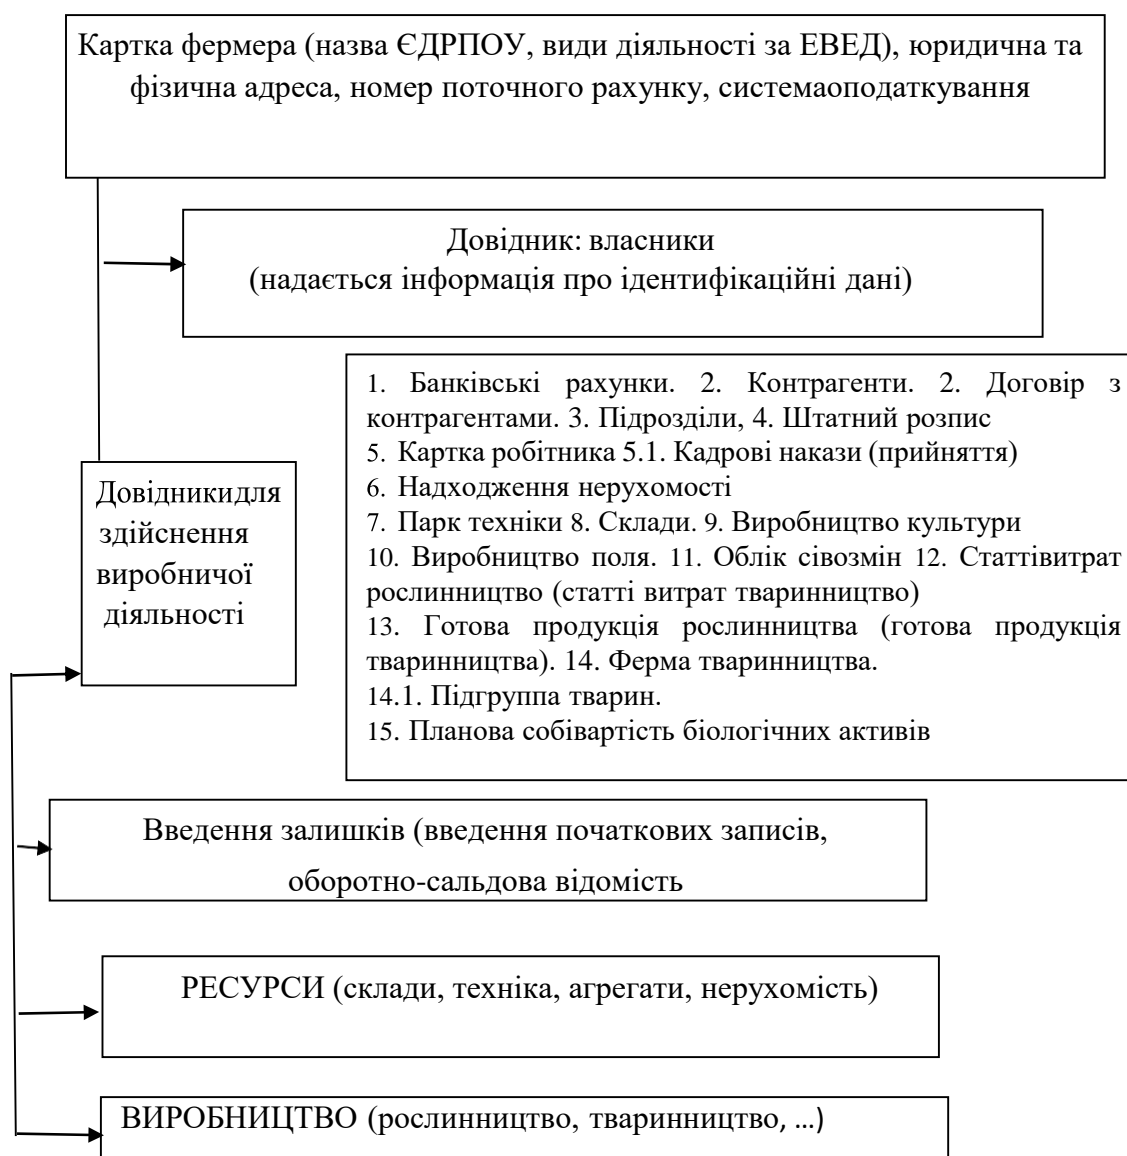 Картка фермера (назва ЄДРПОУ, види діяльності за ЕВЕД), юридична та
фізична адреса, номер поточного рахунку, системаоподаткування
Довідник: власники
(надається інформація про ідентифікаційні дані)
1. Банківські рахунки. 2. Контрагенти. 2. Договір з
контрагентами. 3. Підрозділи, 4. Штатний розпис
5. Картка робітника 5.1. Кадрові накази (прийняття)
6. Надходження нерухомості
7. Парк техніки 8. Склади. 9. Виробництво культури
10. Виробництво поля. 11. Облік сівозмін 12. Статтівитрат
рослинництво (статті витрат тваринництво)
13. Готова продукція рослинництва (готова продукція
тваринництва). 14. Ферма тваринництва.
14.1. Підгруппа тварин.
15. Планова собівартість біологічних активів
Довідникидля
здійснення
виробничої
діяльності
Введення залишків (введення початкових записів,
оборотно-сальдова відомість
РЕСУРСИ (склади, техніка, агрегати, нерухомість)
ВИРОБНИЦТВО (рослинництво, тваринництво, ...)